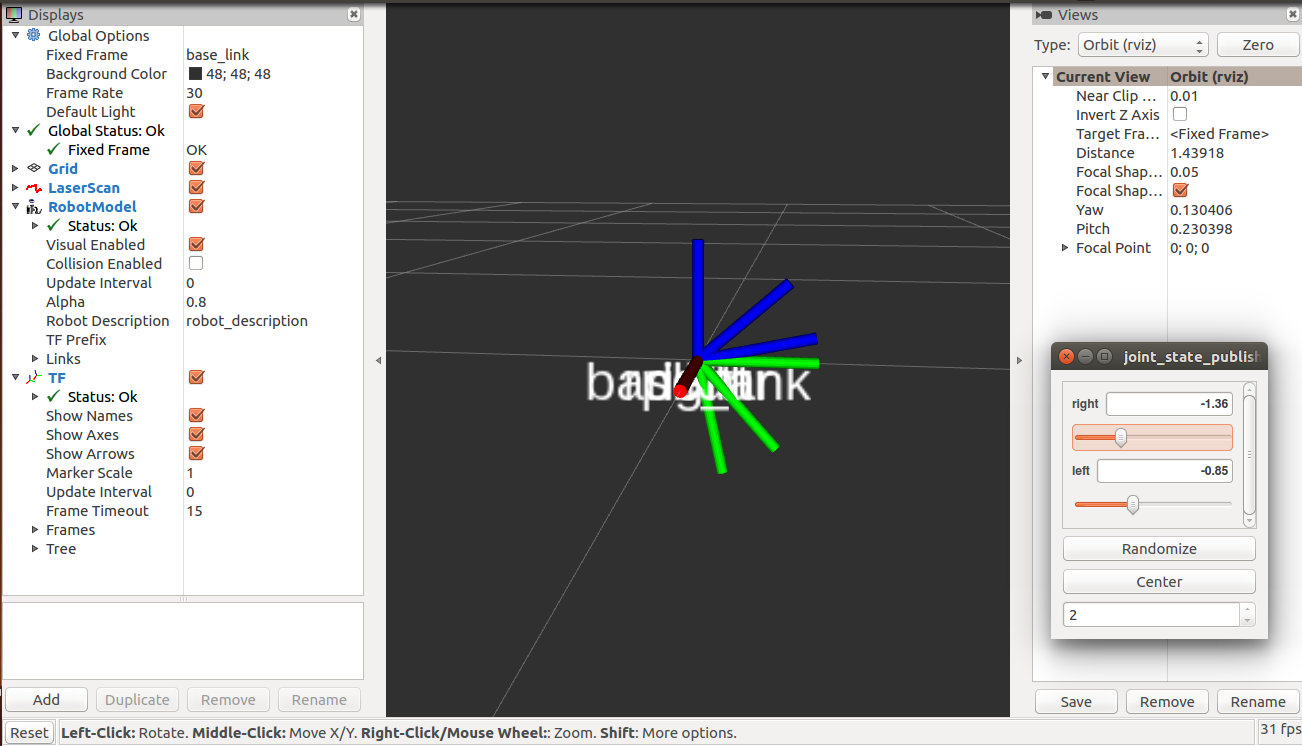 Displays
Global Options
Fixed Frame base_link
Background Color 48; 48; 48
Frame Rate 30
Default Light
Global Status: Ok
Fixed Frame OK
Grid
LaserScan
RobotModel
Status: Ok
Visual Enabled
Collision Enabled
Update Interval 0
Alpha 0.8
Robot Description robot_description
TF Prefix
Links
TF
Status: Ok
Show Names
Show Axes
Show Arrows
Marker Scale 1
Update Interval 0
Frame Timeout 15
Frames
Tree
Add Duplicate Remove Rename
Reset Left-Click: Rotate. Middle-Click: Move X/Y. Right-Click/Mouse Wheel:: Zoom. Shift: More options.
31 fps
Views
Type: Orbit (rviz) Zero
Current View Orbit (rviz)
Near Clip ... 0.01
Invert Z Axis
Target Fra... <Fixed Frame>
Distance 1.43918
Focal Shap... 0.05
Focal Shap...
Yaw 0.130406
Pitch 0.230398
Focal Point 0; 0; 0
joint_state_publish
right -1.36
left -0.85
Randomize
Center
2
Save Remove Rename